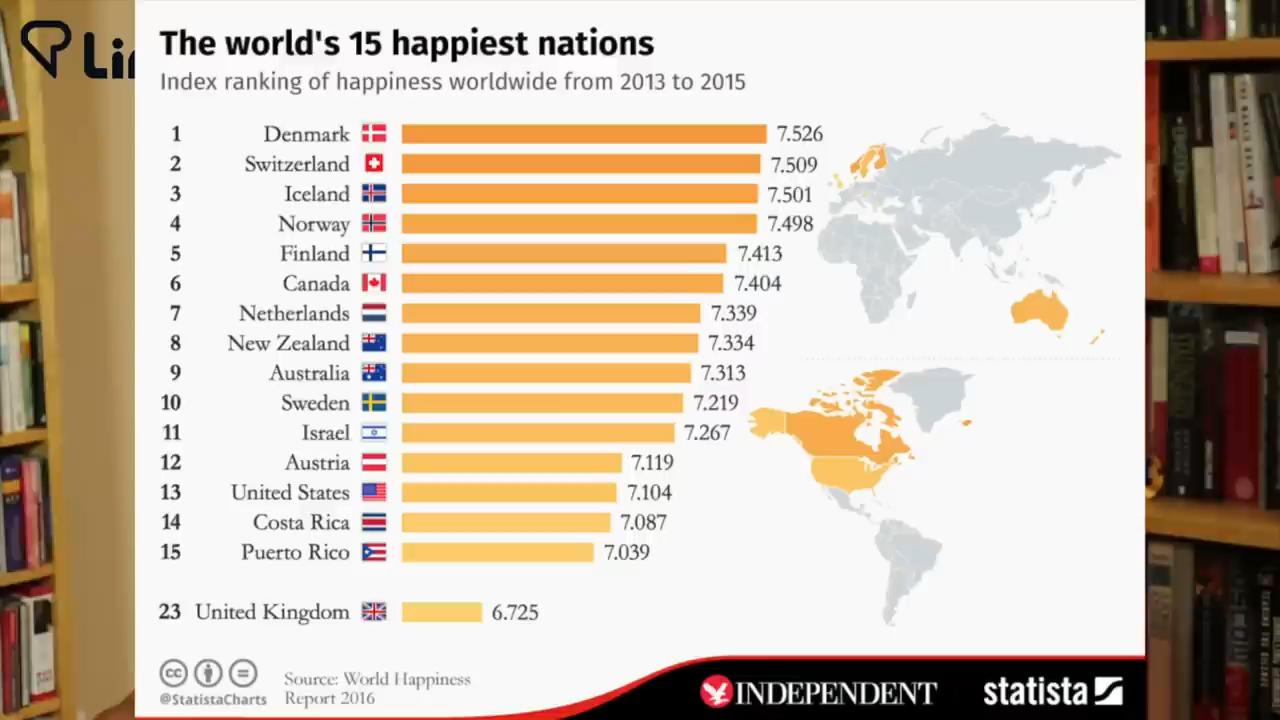 Lin
The world's 15 happiest nations
Index ranking of happiness worldwide from 2013 to 2015
1 Denmark 7.526
2 Switzerland 7.509
3 Iceland 7.501
4 Norway 7.498
5 Finland 7.413
6 Canada 7.404
7 Netherlands 7.339
8 New Zealand 7.334
9 Australia 7.313
10 Sweden 7.219
11 Israel 7.267
12 Austria 7.119
13 United States 7.104
14 Costa Rica 7.087
15 Puerto Rico 7.039
23 United Kingdom 6.725
cc
@StatistaCharts
Source: World Happiness
Report 2016
INDEPENDENT
statista